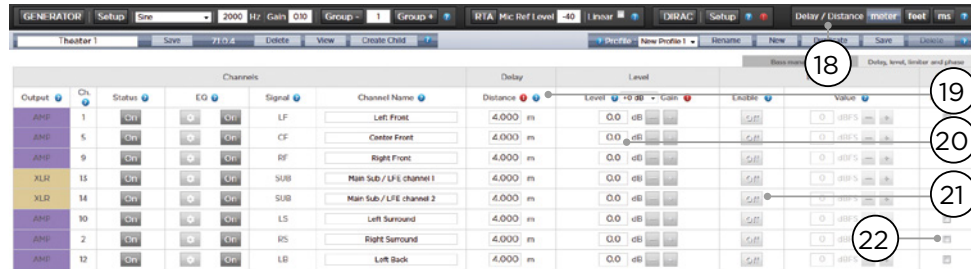 GENERATOR Setup Sine 2000 Hz Gain 0.10 Group - 1 Group + ? RTA Mic Ref Level -40 Linear ? DIRAC Setup ? ? Delay / Distance meter feet ms ?
Theater 1 Save 7.1.0.4 Delete View Create Child ? ? Profile New Profile 1 Rename New Duplicate Save Delete ?
18
Delay, level, limiter and phase
Channels Delay Level
19
Output ? Ch. ? Status ? EQ ? Signal ? Channel Name ? Distance ! ? Level ? +0 dB Gain ! Enable ? Value ?
AMP 1 On On LF Left Front 4.000 m 0.0 dB Off 0 dBFS - +
20
AMP 5 On On CF Center Front 4.000 m 0.0 dB Off 0 dBFS - +
AMP 9 On On RF Right Front 4.000 m 0.0 dB Off 0 dBFS - +
XLR 13 On On SUB Main Sub / LFE channel 1 4.000 m 0.0 dB Off 0 dBFS - +
21
XLR 14 On On SUB Main Sub / LFE channel 2 4.000 m 0.0 dB Off 0 dBFS - +
AMP 10 On On LS Left Surround 4.000 m 0.0 dB Off 0 dBFS - +
22
AMP 2 On On RS Right Surround 4.000 m 0.0 dB Off 0
AMP 12 On On LB Left Back 4.000 m 0.0 dB Off 0 dBFS - +